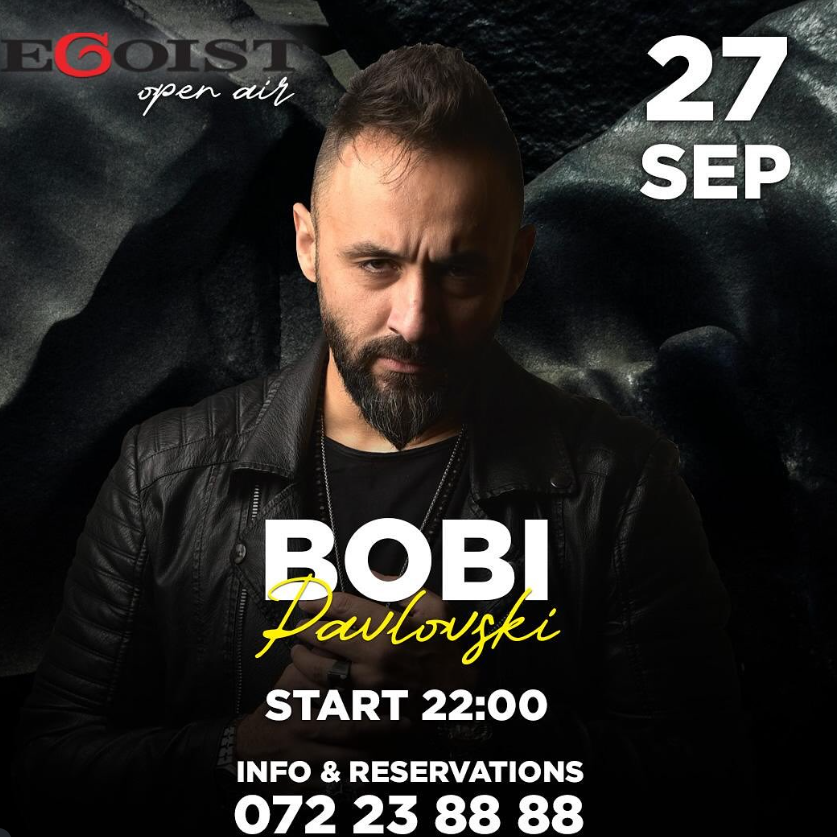 EGOIST
open air
27
SEP
BOBI
Pavlovski
START 22:00
INFO & RESERVATIONS
072 23 88 88